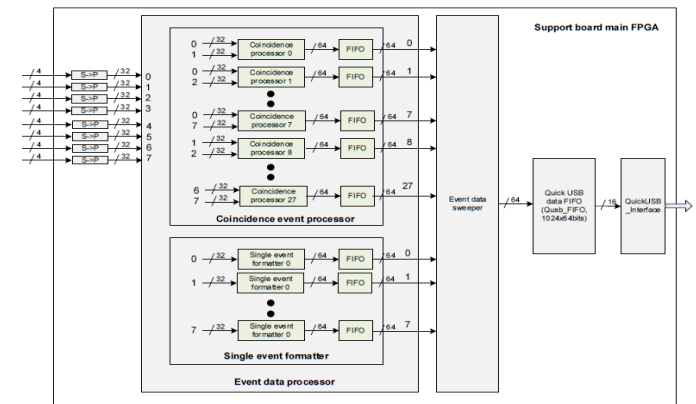 Support board main FPGA
4 S->P 32 0
4 S->P 32 1
4 S->P 32 2
4 S->P 32 3
4 S->P 32 4
4 S->P 32 5
4 S->P 32 6
4 S->P 32 7
0 32 Coincidence 64 FIFO 64 0
1 32 processor 0
0 32 Coincidence 64 FIFO 64 1
2 32 processor 1
0 32 Coincidence 64 FIFO 64 7
7 32 processor 7
1 32 Coincidence 64 FIFO 64 8
2 32 processor 8
6 32 Coincidence 64 FIFO 64 27
7 32 processor 27
Coincidence event processor
0 32 Single event 64 FIFO 64 0
formatter 0
1 32 Single event 64 FIFO 64 1
formatter 0
7 32 Single event 64 FIFO 64 7
formatter 0
Single event formatter
Event data processor
Event data
sweeper
64
Quick USB
data FIFO
(Qusb_FIFO,
1024x64bits)
16
QuickUSB
_Interface